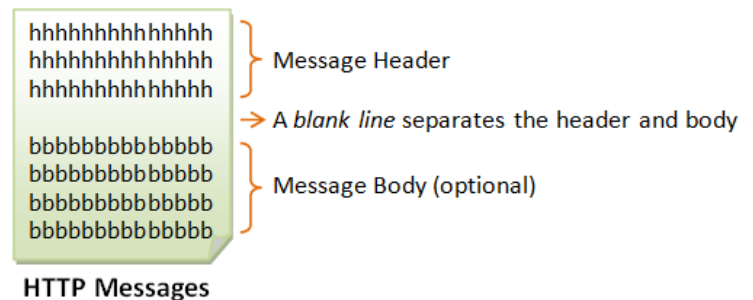 hhhhhhhhhhhhhh
hhhhhhhhhhhhhh
hhhhhhhhhhhhhh
Message Header
A blank line separates the header and body
bbbbbbbbbbbbbb
bbbbbbbbbbbbbb
bbbbbbbbbbbbbb
bbbbbbbbbbbbbb
Message Body (optional)
HTTP Messages